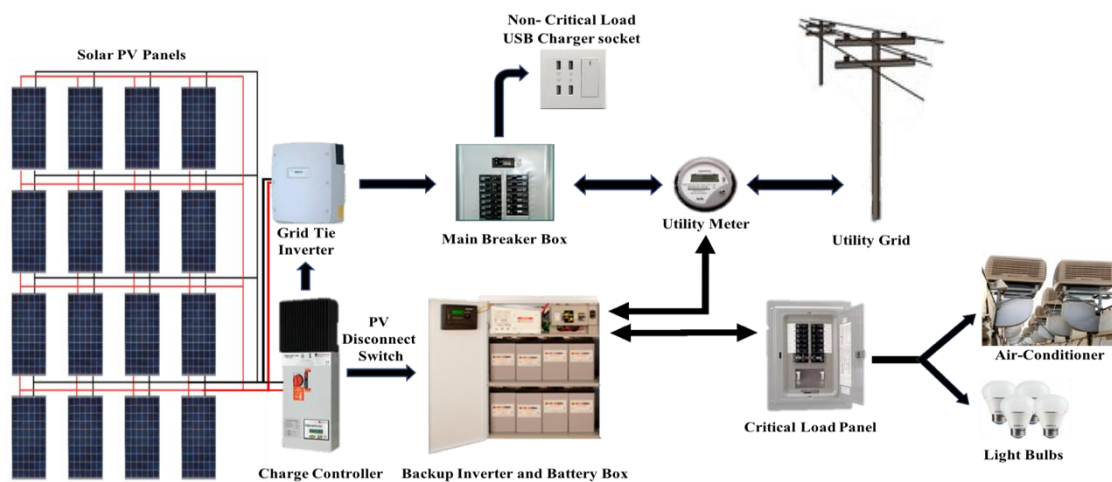 Non- Critical Load
USB Charger socket
Solar PV Panels
Grid Tie
Inverter
Main Breaker Box
Utility Meter
Utility Grid
PV
Disconnect
Switch
Air-Conditioner
Charge Controller
Backup Inverter and Battery Box
Critical Load Panel
Light Bulbs